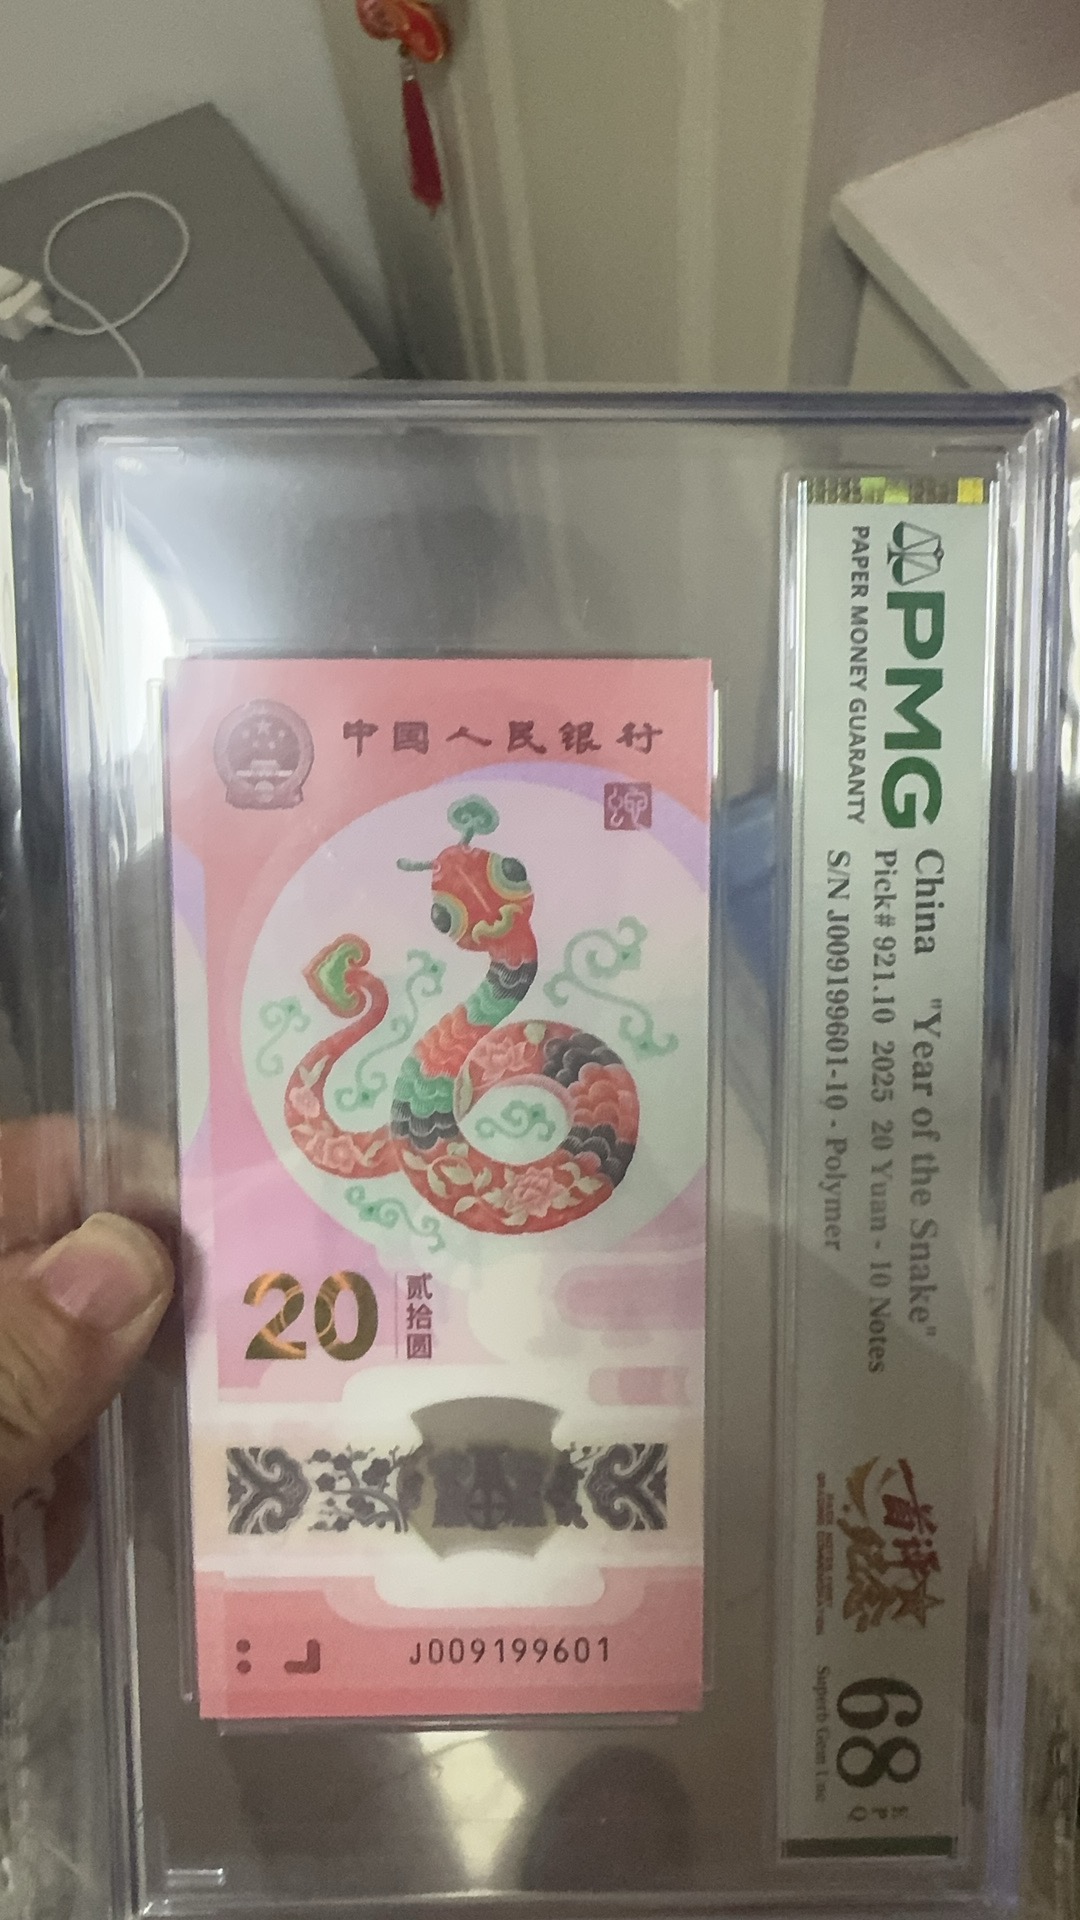 PMG
PAPER MONEY GUARANTY
China "Year of the Snake"
Pick# 921.10 2025 20 Yuan - 10 Notes
S/N J009199601-10 - Polymer
68
E
P
Q
Superb Gem Unc
中国人民银行
20
贰拾圆
J009199601